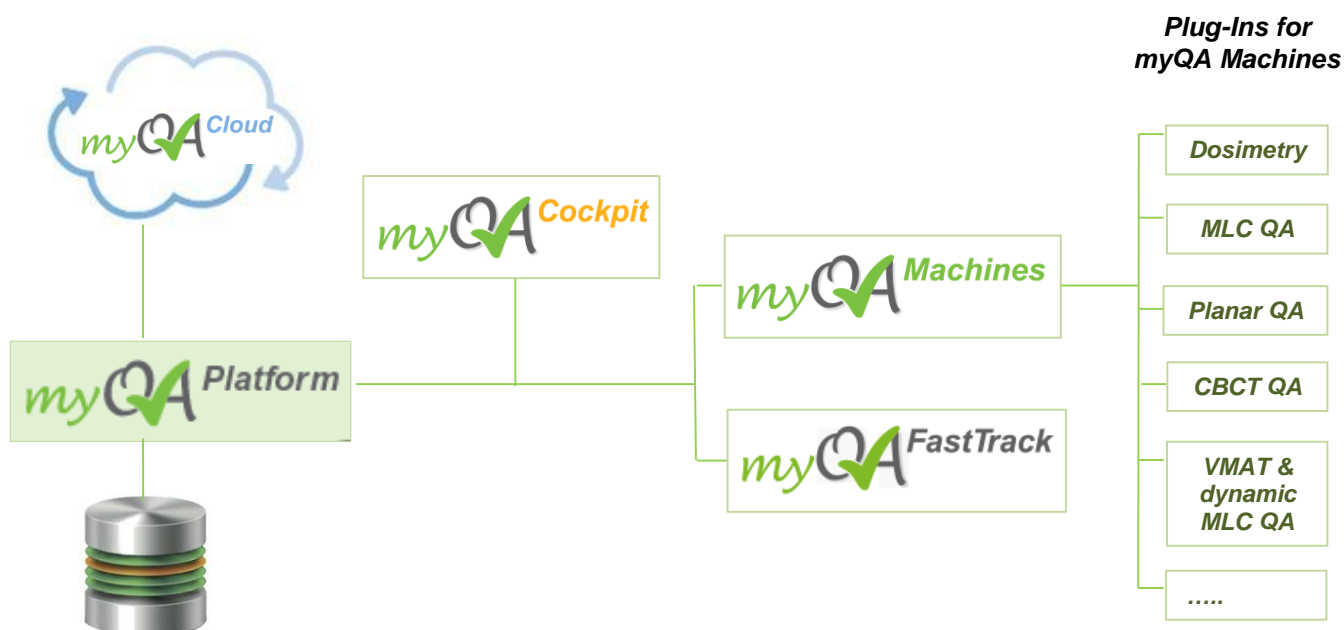 Plug-Ins for
myQA Machines
myQA Cloud
Dosimetry
myQA Cockpit
MLC QA
myQA Machines
Planar QA
myQA Platform
CBCT QA
myQA FastTrack
VMAT &
dynamic
MLC QA
…..